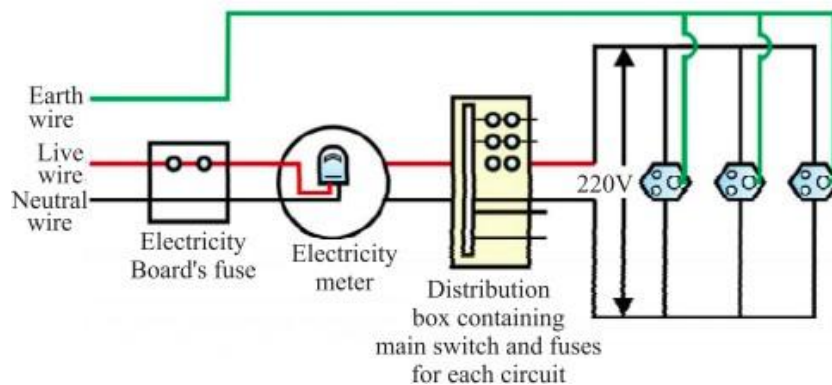 Earth
wire
Live
wire
Neutral
wire
Electricity
Board's fuse
Electricity
meter
Distribution
box containing
main switch and fuses
for each circuit
220V